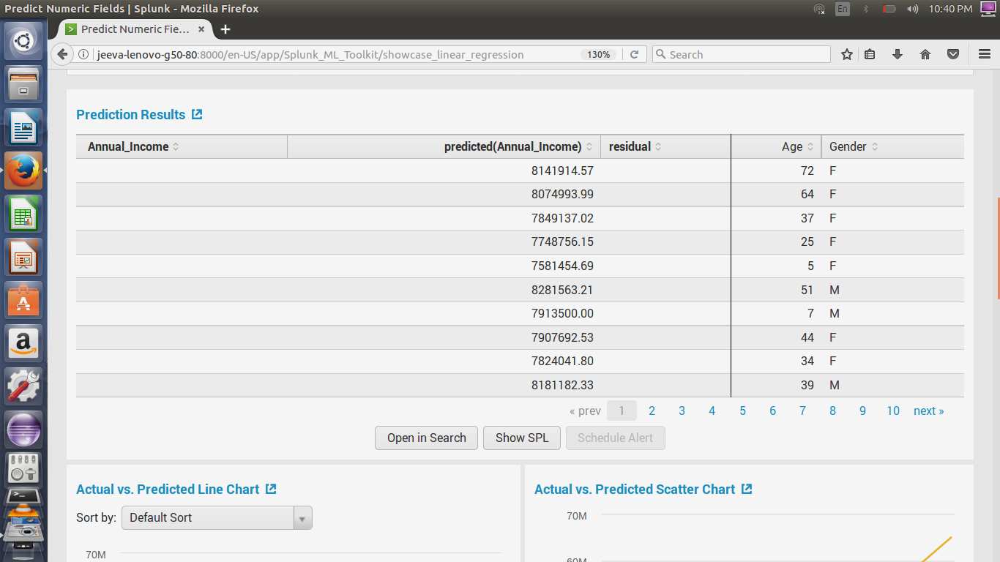 Predict Numeric Fields | Splunk - Mozilla Firefox
En 10:40 PM
Predict Numeric Fie...
jeeva-lenovo-g50-80:8000/en-US/app/Splunk_ML_Toolkit/showcase_linear_regression 130% Search
Prediction Results
Annual_Income predicted(Annual_Income) residual Age Gender
8141914.57 72 F
8074993.99 64 F
7849137.02 37 F
7748756.15 25 F
7581454.69 5 F
8281563.21 51 M
7913500.00 7 M
7907692.53 44 F
7824041.80 34 F
8181182.33 39 M
« prev 1 2 3 4 5 6 7 8 9 10 next »
Open in Search Show SPL Schedule Alert
Actual vs. Predicted Line Chart
Sort by: Default Sort
70M
Actual vs. Predicted Scatter Chart
70M
60M